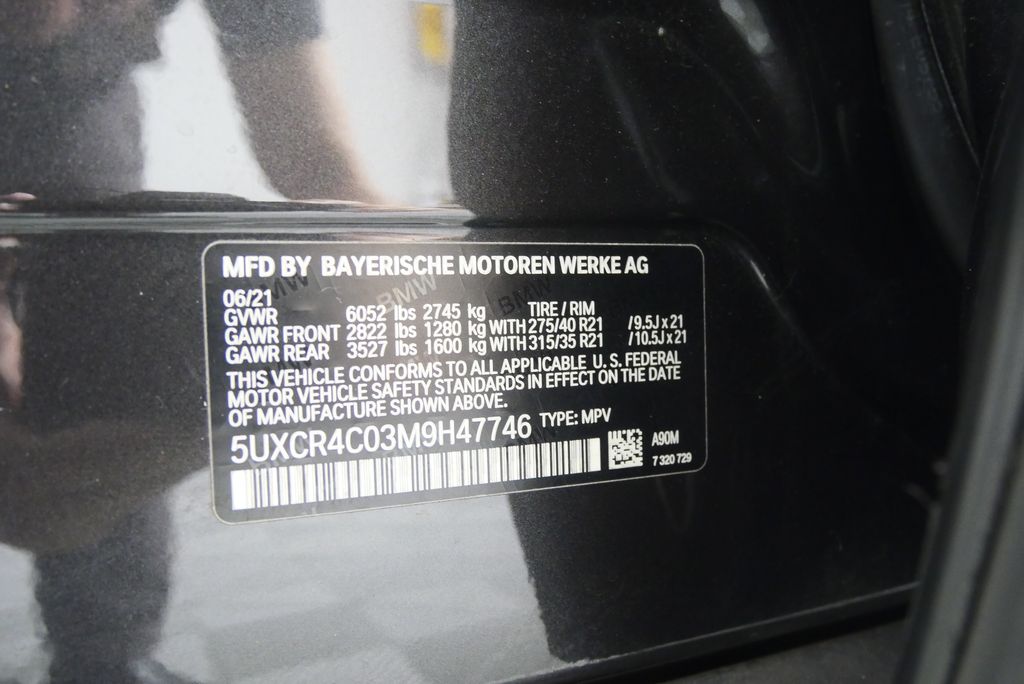 MFD BY BAYERISCHE MOTOREN WERKE AG
06/21
GVWR 6052 lbs 2745 kg TIRE / RIM
GAWR FRONT 2822 lbs 1280 kg WITH 275/40 R21 /9.5J x 21
GAWR REAR 3527 lbs 1600 kg WITH 315/35 R21 /10.5J x 21
THIS VEHICLE CONFORMS TO ALL APPLICABLE U. S. FEDERAL
MOTOR VEHICLE SAFETY STANDARDS IN EFFECT ON THE DATE
OF MANUFACTURE SHOWN ABOVE.
5UXCR4C03M9H47746 TYPE: MPV
A90M
7 320 729